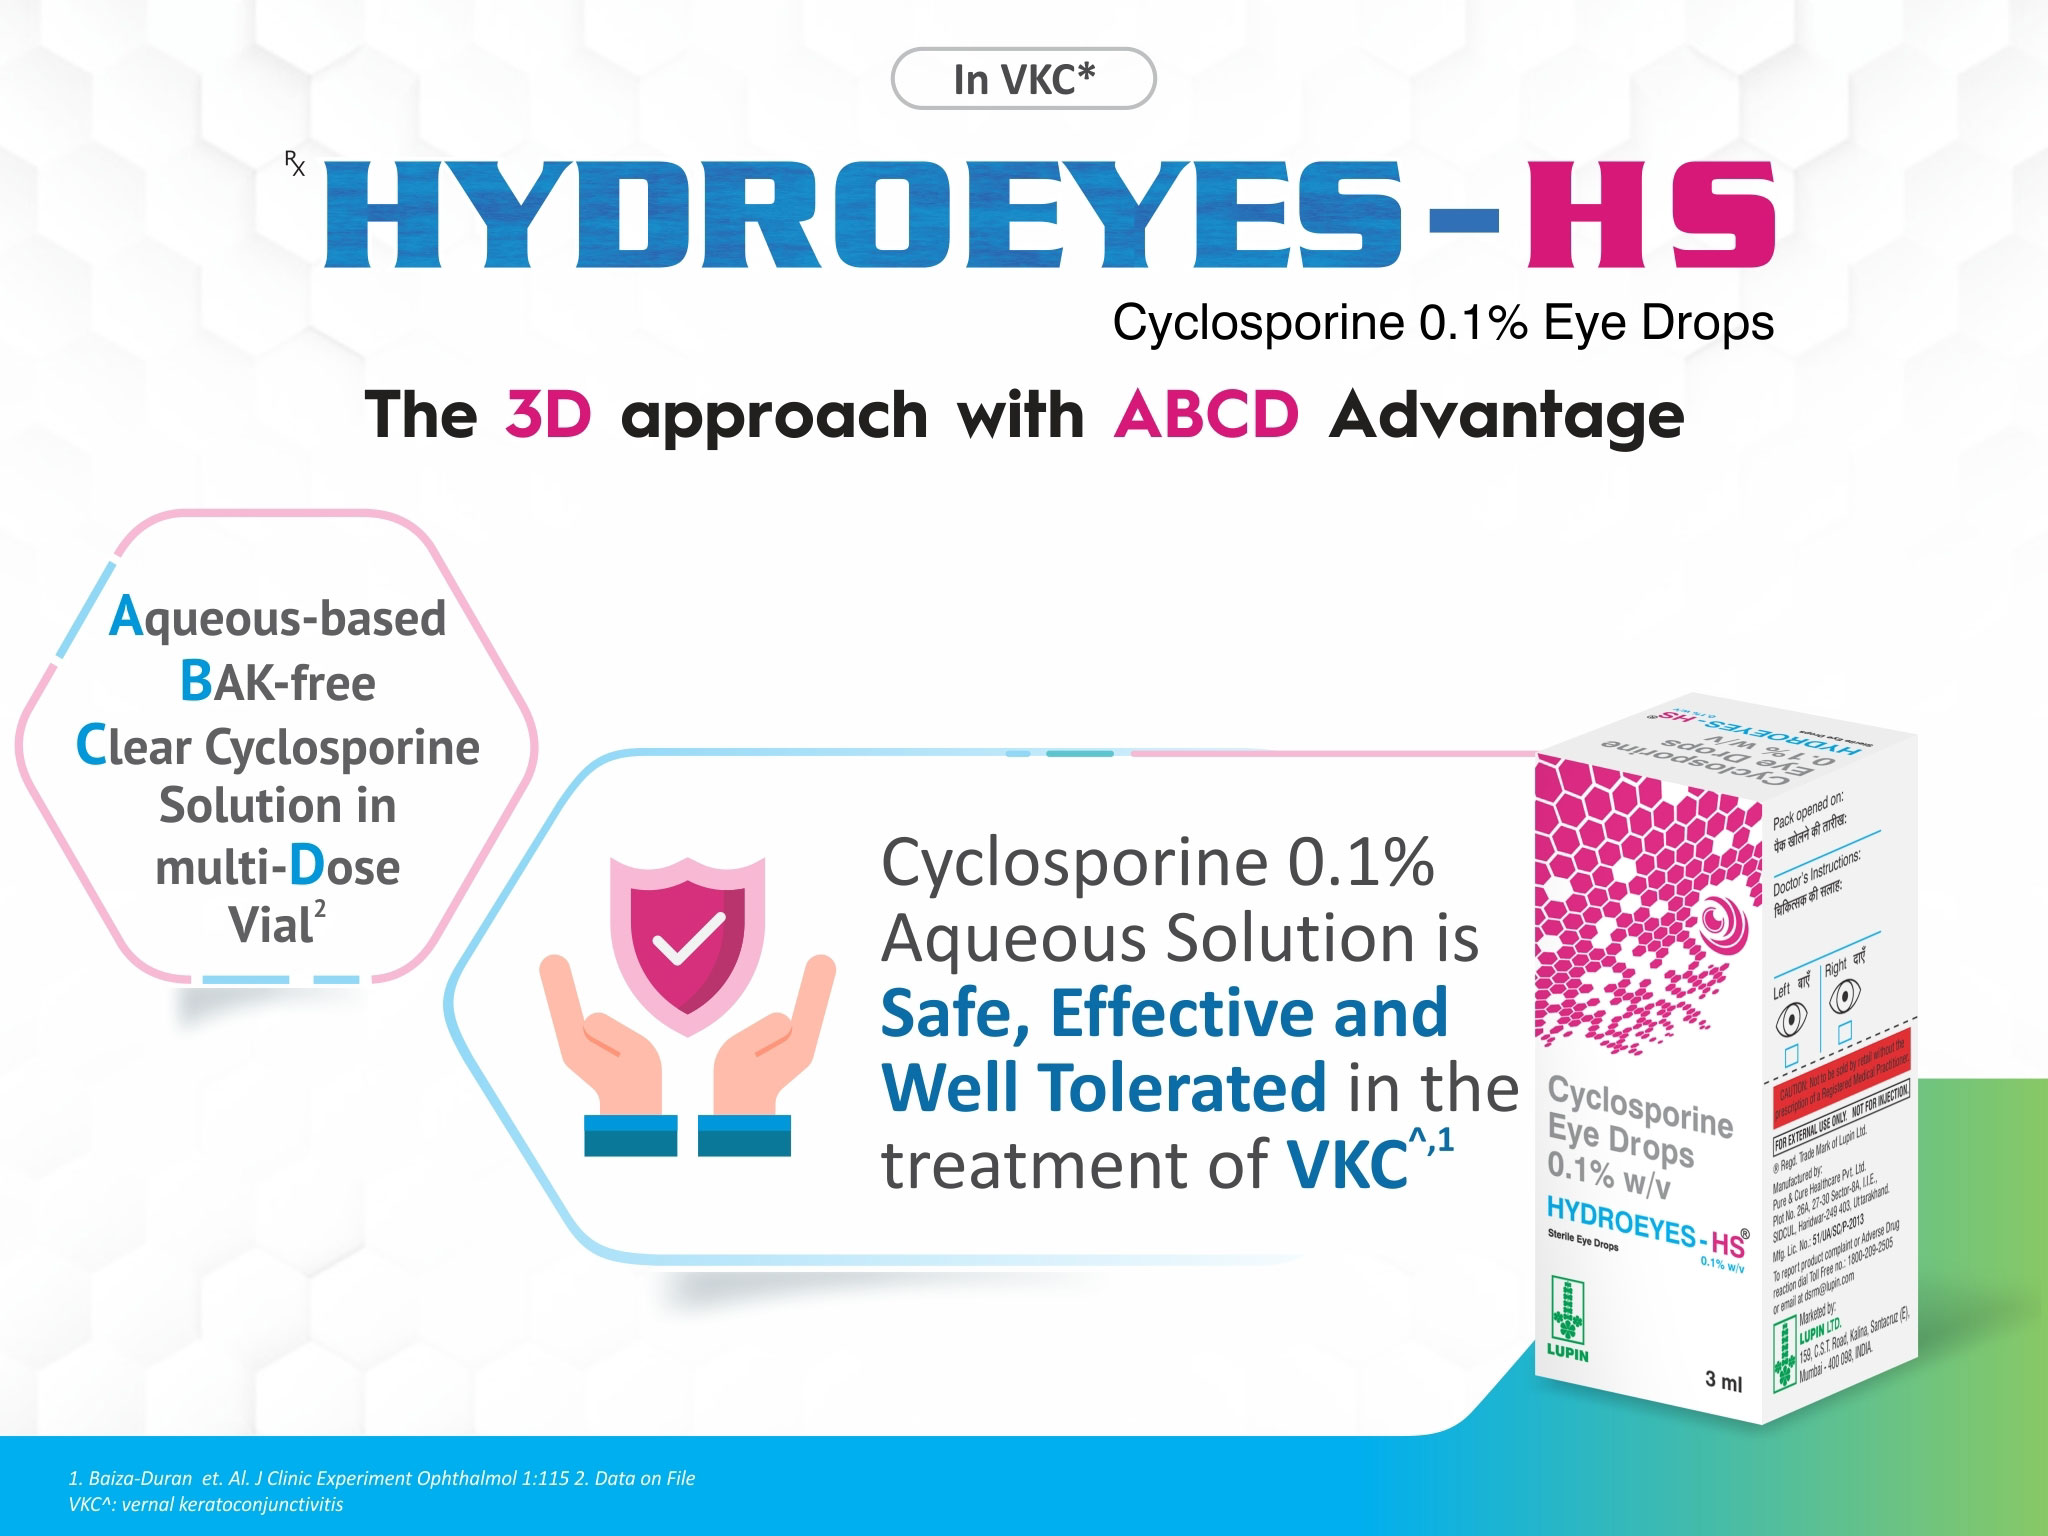 In VKC*
Rx HYDROEYES-HS
Cyclosporine 0.1% Eye Drops
The 3D approach with ABCD Advantage
Aqueous-based
BAK-free
Clear Cyclosporine
Solution in
multi-Dose
Vial2
Cyclosporine 0.1%
Aqueous Solution is
Safe, Effective and
Well Tolerated in the
treatment of VKC^,1
Cyclosporine
Eye Drops
0.1% w/v
HYDROEYES-HS®
0.1% w/v
Sterile Eye Drops
Cyclosporine
Eye Drops
0.1% w/v
HYDROEYES-HS®
0.1% w/v
Sterile Eye Drops
LUPIN
3 ml
Pack opened on:
पैक खोलने की तारीख:
Doctor's Instructions:
चिकित्सक की सलाह:
Left बाएँ
Right दाएँ
CAUTION: Not to be sold by retail without the
prescription of a Registered Medical Practitioner.
FOR EXTERNAL USE ONLY. NOT FOR INJECTION.
® Regd. Trade Mark of Lupin Ltd.
Manufactured by:
Pure & Cure Healthcare Pvt. Ltd.
Plot No. 26A, 27-30 Sector-8A, I.I.E.,
SIDCUL, Haridwar-249 403, Uttarakhand.
Mfg. Lic. No.: 51/UA/SC/P-2013
To report product complaint or Adverse Drug
reaction dial Toll Free no.: 1800-209-2505
or email at dsrm@lupin.com
Marketed by:
LUPIN LTD.
159, C.S.T. Road, Kalina, Santacruz (E),
Mumbai - 400 098, INDIA.
1. Baiza-Duran et. Al. J Clinic Experiment Ophthalmol 1:115 2. Data on File
VKC^: vernal keratoconjunctivitis